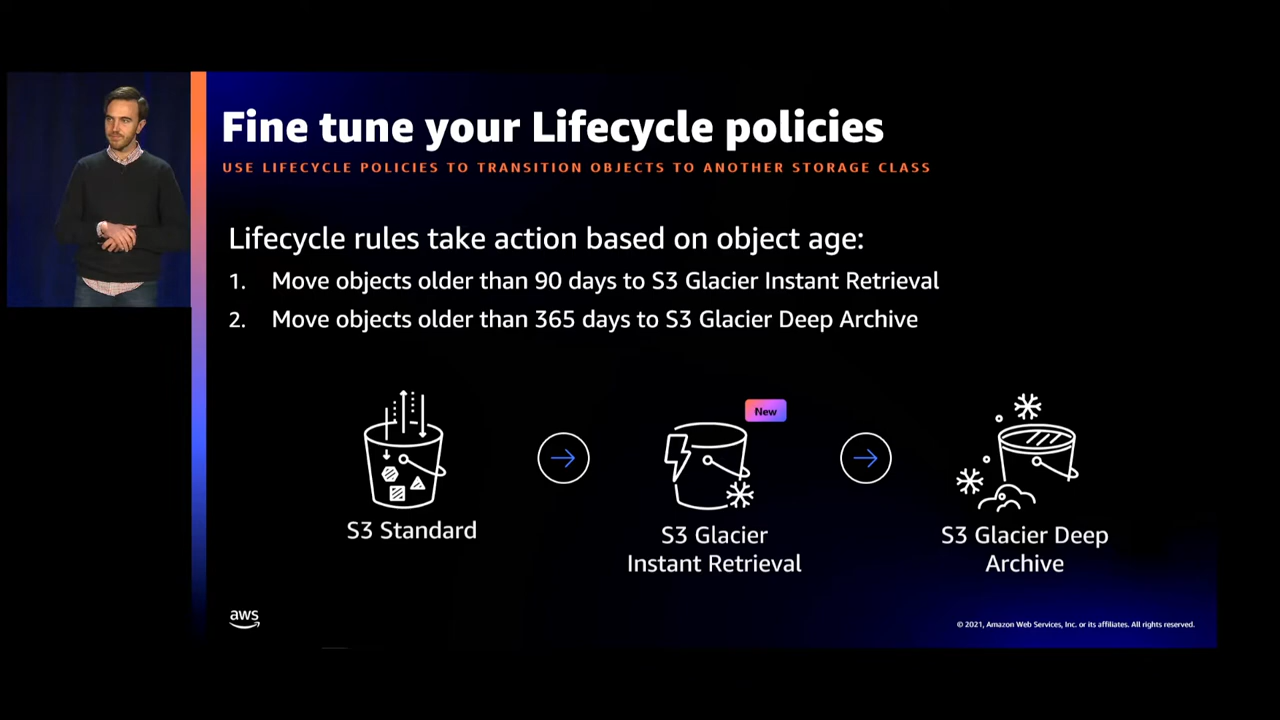 Fine tune your Lifecycle policies
USE LIFECYCLE POLICIES TO TRANSITION OBJECTS TO ANOTHER STORAGE CLASS
Lifecycle rules take action based on object age:
1. Move objects older than 90 days to S3 Glacier Instant Retrieval
2. Move objects older than 365 days to S3 Glacier Deep Archive
New
S3 Standard
S3 Glacier
Instant Retrieval
S3 Glacier Deep
Archive
aws
© 2021, Amazon Web Services, Inc. or its affiliates. All rights reserved.